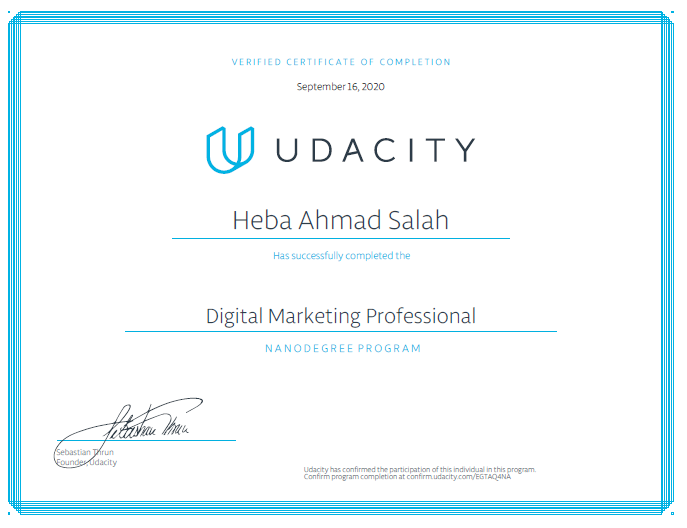 VERIFIED CERTIFICATE OF COMPLETION
September 16, 2020
UDACITY
Heba Ahmad Salah
Has successfully completed the
Digital Marketing Professional
NANODEGREE PROGRAM
Sebastian Thrun
Sebastian Thrun
Founder, Udacity
Udacity has confirmed the participation of this individual in this program.
Confirm program completion at confirm.udacity.com/EGTAQ4NA